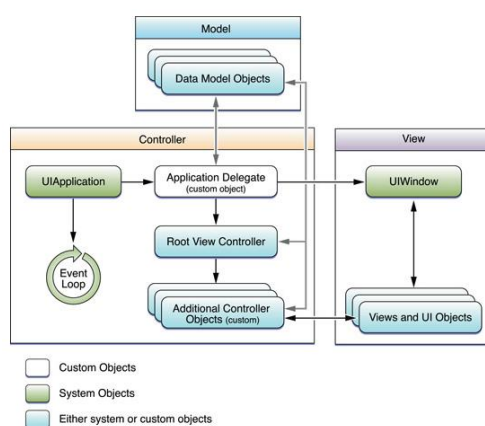 Model
Data Model Objects
Controller
View
UIApplication
Application Delegate
(custom object)
UIWindow
Root View Controller
Event
Loop
Additional Controller
Objects (custom)
Views and UI Objects
Custom Objects
System Objects
Either system or custom objects